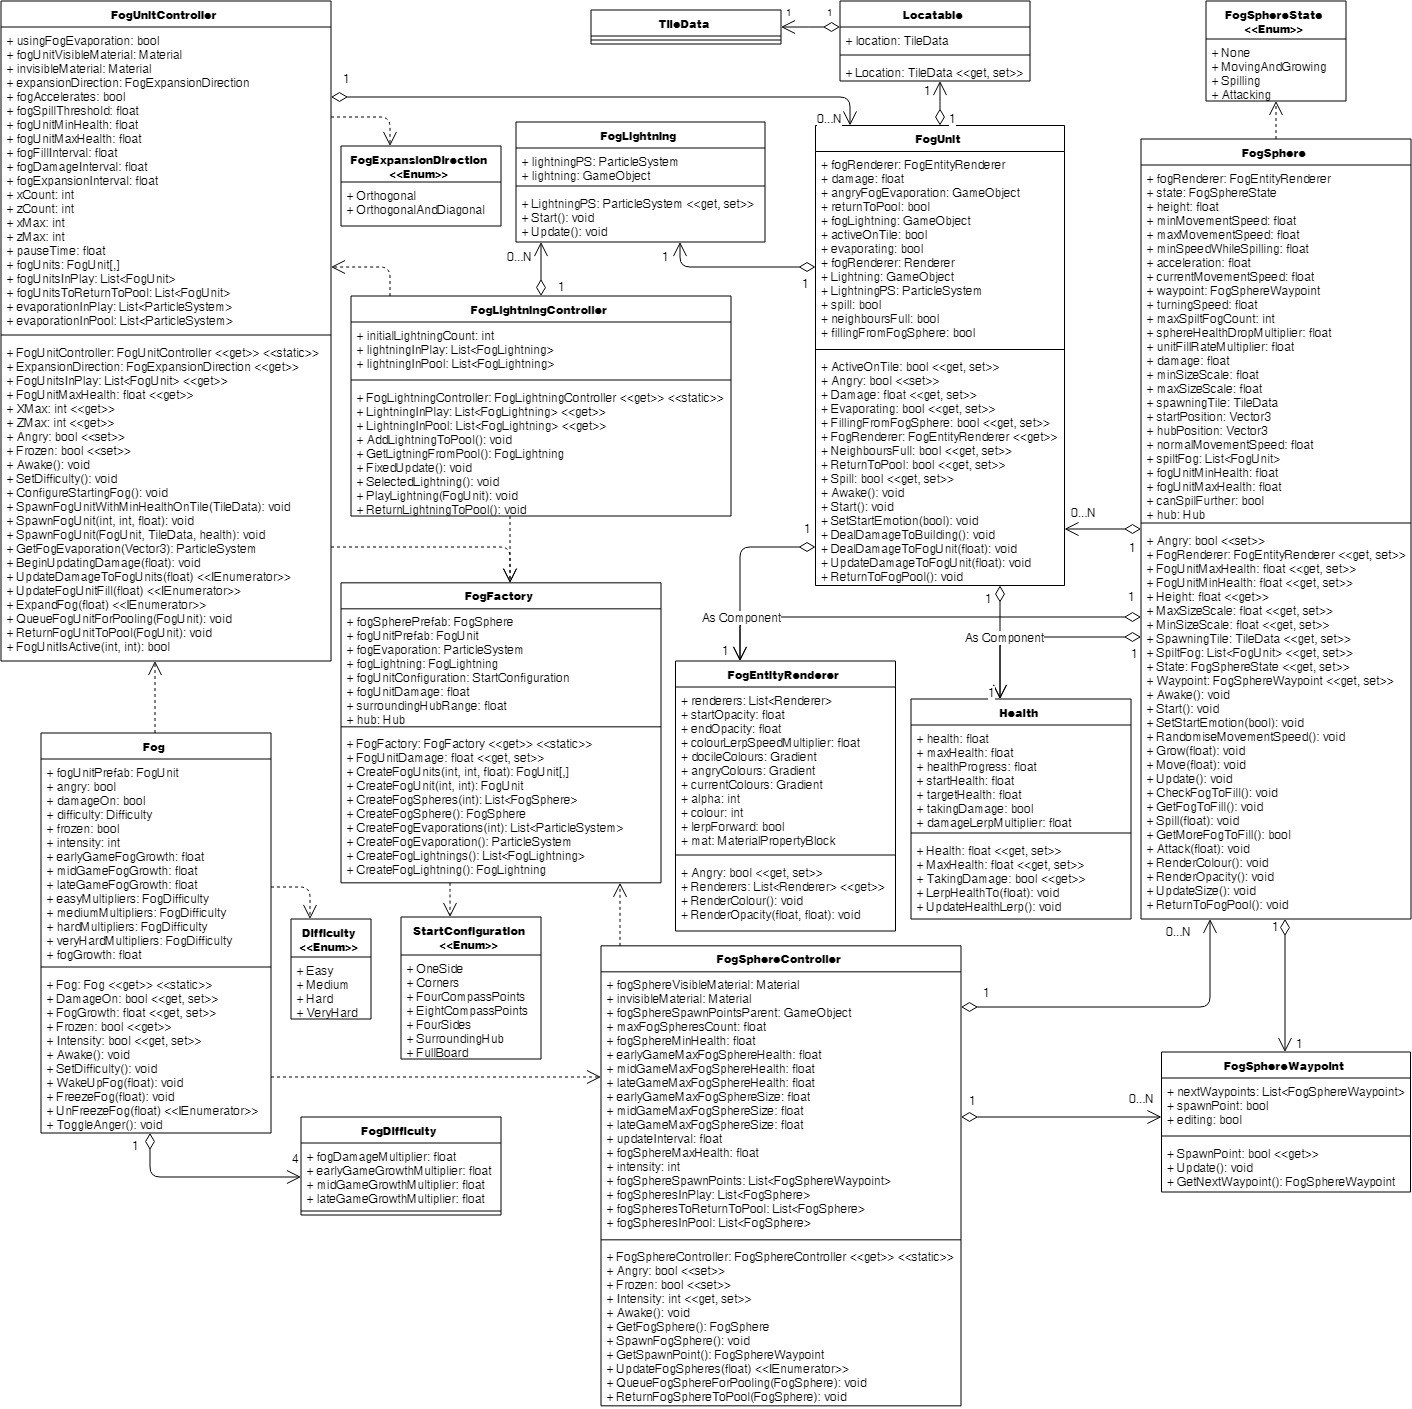 FogUnitController
+ usingFogEvaporation: bool
+ fogUnitVisibleMaterial: Material
+ invisibleMaterial: Material
+ expansionDirection: FogExpansionDirection
+ fogAccelerates: bool
+ fogSpillThreshold: float
+ fogUnitMinHealth: float
+ fogUnitMaxHealth: float
+ fogFillInterval: float
+ fogDamageInterval: float
+ fogExpansionInterval: float
+ xCount: int
+ zCount: int
+ xMax: int
+ zMax: int
+ pauseTime: float
+ fogUnits: FogUnit[,]
+ fogUnitsInPlay: List<FogUnit>
+ fogUnitsToReturnToPool: List<FogUnit>
+ evaporationInPlay: List<ParticleSystem>
+ evaporationInPool: List<ParticleSystem>
+ FogUnitController: FogUnitController <<get>> <<static>>
+ ExpansionDirection: FogExpansionDirection <<get>>
+ FogUnitsInPlay: List<FogUnit> <<get>>
+ FogUnitMaxHealth: float <<get>>
+ XMax: int <<get>>
+ ZMax: int <<get>>
+ Angry: bool <<set>>
+ Frozen: bool <<set>>
+ Awake(): void
+ SetDifficulty(): void
+ ConfigureStartingFog(): void
+ SpawnFogUnitWithMinHealthOnTile(TileData): void
+ SpawnFogUnit(int, int, float): void
+ SpawnFogUnit(FogUnit, TileData, health): void
+ GetFogEvaporation(Vector3): ParticleSystem
+ BeginUpdatingDamage(float): void
+ UpdateDamageToFogUnits(float) <<IEnumerator>>
+ UpdateFogUnitFill(float) <<IEnumerator>>
+ ExpandFog(float) <<IEnumerator>>
+ QueueFogUnitForPooling(FogUnit): void
+ ReturnFogUnitToPool(FogUnit): void
+ FogUnitIsActive(int, int): bool
1
0...N
FogExpansionDirection
<<Enum>>
+ Orthogonal
+ OrthogonalAndDiagonal
TileData
1
1
Locatable
+ location: TileData
+ Location: TileData <<get, set>>
1
1
FogSphereState
<<Enum>>
+ None
+ MovingAndGrowing
+ Spilling
+ Attacking
FogLightning
+ lightningPS: ParticleSystem
+ lightning: GameObject
+ LightningPS: ParticleSystem <<get, set>>
+ Start(): void
+ Update(): void
0...N
1
1
1
FogLightningController
+ initialLightningCount: int
+ lightningInPlay: List<FogLightning>
+ lightningInPool: List<FogLightning>
+ FogLightningController: FogLightningController <<get>> <<static>>
+ LightningInPlay: List<FogLightning> <<get>>
+ LightningInPool: List<FogLightning> <<get>>
+ AddLightningToPool(): void
+ GetLigntningFromPool(): FogLightning
+ FixedUpdate(): void
+ SelectedLightning(): void
+ PlayLightning(FogUnit): void
+ ReturnLightningToPool(): void
FogUnit
+ fogRenderer: FogEntityRenderer
+ damage: float
+ angryFogEvaporation: GameObject
+ returnToPool: bool
+ fogLightning: GameObject
+ activeOnTile: bool
+ evaporating: bool
+ fogRenderer: Renderer
+ Lightning: GameObject
+ LightningPS: ParticleSystem
+ spill: bool
+ neighboursFull: bool
+ fillingFromFogSphere: bool
+ ActiveOnTile: bool <<get, set>>
+ Angry: bool <<set>>
+ Damage: float <<get, set>>
+ Evaporating: bool <<get, set>>
+ FillingFromFogSphere: bool <<get, set>>
+ FogRenderer: FogEntityRenderer <<get>>
+ NeighboursFull: bool <<get, set>>
+ ReturnToPool: bool <<get, set>>
+ Spill: bool <<get, set>>
+ Awake(): void
+ Start(): void
+ SetStartEmotion(bool): void
+ DealDamageToBuilding(): void
+ DealDamageToFogUnit(float): void
+ UpdateDamageToFogUnit(float): void
+ ReturnToFogPool(): void
FogSphere
+ fogRenderer: FogEntityRenderer
+ state: FogSphereState
+ height: float
+ minMovementSpeed: float
+ maxMovementSpeed: float
+ minSpeedWhileSpilling: float
+ acceleration: float
+ currentMovementSpeed: float
+ waypoint: FogSphereWaypoint
+ turningSpeed: float
+ maxSpiltFogCount: int
+ sphereHealthDropMultiplier: float
+ unitFillRateMultiplier: float
+ damage: float
+ minSizeScale: float
+ maxSizeScale: float
+ spawningTile: TileData
+ startPosition: Vector3
+ hubPosition: Vector3
+ normalMovementSpeed: float
+ spiltFog: List<FogUnit>
+ fogUnitMinHealth: float
+ fogUnitMaxHealth: float
+ canSpilFurther: bool
+ hub: Hub
+ Angry: bool <<set>>
+ FogRenderer: FogEntityRenderer <<get, set>>
+ FogUnitMaxHealth: float <<get, set>>
+ FogUnitMinHealth: float <<get, set>>
+ Height: float <<get>>
+ MaxSizeScale: float <<get, set>>
+ MinSizeScale: float <<get, set>>
+ SpawningTile: TileData <<get, set>>
+ SpiltFog: List<FogUnit> <<get, set>>
+ State: FogSphereState <<get, set>>
+ Waypoint: FogSphereWaypoint <<get, set>>
+ Awake(): void
+ Start(): void
+ SetStartEmotion(bool): void
+ RandomiseMovementSpeed(): void
+ Grow(float): void
+ Move(float): void
+ Update(): void
+ CheckFogToFill(): void
+ GetFogToFill(): void
+ Spill(float): void
+ GetMoreFogToFill(): bool
+ Attack(float): void
+ RenderColour(): void
+ RenderOpacity(): void
+ UpdateSize(): void
+ ReturnToFogPool(): void
0...N
1
1
1
1
1
As Component
As Component
1
1
FogFactory
+ fogSpherePrefab: FogSphere
+ fogUnitPrefab: FogUnit
+ fogEvaporation: ParticleSystem
+ fogLightning: FogLightning
+ fogUnitConfiguration: StartConfiguration
+ fogUnitDamage: float
+ surroundingHubRange: float
+ hub: Hub
+ FogFactory: FogFactory <<get>> <<static>>
+ FogUnitDamage: float <<get, set>>
+ CreateFogUnits(int, int, float): FogUnit[,]
+ CreateFogUnit(int, int): FogUnit
+ CreateFogSpheres(int): List<FogSphere>
+ CreateFogSphere(): FogSphere
+ CreateFogEvaporations(int): List<ParticleSystem>
+ CreateFogEvaporation(): ParticleSystem
+ CreateFogLightnings(): List<FogLightning>
+ CreateFogLightning(): FogLightning
FogEntityRenderer
+ renderers: List<Renderer>
+ startOpacity: float
+ endOpacity: float
+ colourLerpSpeedMultiplier: float
+ docileColours: Gradient
+ angryColours: Gradient
+ currentColours: Gradient
+ alpha: int
+ colour: int
+ lerpForward: bool
+ mat: MaterialPropertyBlock
+ Angry: bool <<get, set>>
+ Renderers: List<Renderer> <<get>>
+ RenderColour(): void
+ RenderOpacity(float, float): void
Health
+ health: float
+ maxHealth: float
+ healthProgress: float
+ startHealth: float
+ targetHealth: float
+ takingDamage: bool
+ damageLerpMultiplier: float
+ Health: float <<get, set>>
+ MaxHealth: float <<get, set>>
+ TakingDamage: bool <<get>>
+ LerpHealthTo(float): void
+ UpdateHealthLerp(): void
Fog
+ fogUnitPrefab: FogUnit
+ angry: bool
+ damageOn: bool
+ difficulty: Difficulty
+ frozen: bool
+ intensity: int
+ earlyGameFogGrowth: float
+ midGameFogGrowth: float
+ lateGameFogGrowth: float
+ easyMultipliers: FogDifficulty
+ mediumMultipliers: FogDifficulty
+ hardMultipliers: FogDifficulty
+ veryHardMultipliers: FogDifficulty
+ fogGrowth: float
+ Fog: Fog <<get>> <<static>>
+ DamageOn: bool <<get, set>>
+ FogGrowth: float <<get, set>>
+ Frozen: bool <<get>>
+ Intensity: bool <<get, set>>
+ Awake(): void
+ SetDifficulty(): void
+ WakeUpFog(float): void
+ FreezeFog(float): void
+ UnFreezeFog(float) <<IEnumerator>>
+ ToggleAnger(): void
1
4
Difficulty
<<Enum>>
+ Easy
+ Medium
+ Hard
+ VeryHard
StartConfiguration
<<Enum>>
+ OneSide
+ Corners
+ FourCompassPoints
+ EightCompassPoints
+ FourSides
+ SurroundingHub
+ FullBoard
FogDifficulty
+ fogDamageMultiplier: float
+ earlyGameGrowthMultiplier: float
+ midGameGrowthMultiplier: float
+ lateGameGrowthMultiplier: float
FogSphereController
+ fogSphereVisibleMaterial: Material
+ invisibleMaterial: Material
+ fogSphereSpawnPointsParent: GameObject
+ maxFogSpheresCount: float
+ fogSphereMinHealth: float
+ earlyGameMaxFogSphereHealth: float
+ midGameMaxFogSphereHealth: float
+ lateGameMaxFogSphereHealth: float
+ earlyGameMaxFogSphereSize: float
+ midGameMaxFogSphereSize: float
+ lateGameMaxFogSphereSize: float
+ updateInterval: float
+ fogSphereMaxHealth: float
+ intensity: int
+ fogSphereSpawnPoints: List<FogSphereWaypoint>
+ fogSpheresInPlay: List<FogSphere>
+ fogSpheresToReturnToPool: List<FogSphere>
+ fogSpheresInPool: List<FogSphere>
+ FogSphereController: FogSphereController <<get>> <<static>>
+ Angry: bool <<set>>
+ Frozen: bool <<set>>
+ Intensity: int <<get, set>>
+ Awake(): void
+ GetFogSphere(): FogSphere
+ SpawnFogSphere(): void
+ GetSpawnPoint(): FogSphereWaypoint
+ UpdateFogSpheres(float) <<IEnumerator>>
+ QueueFogSphereForPooling(FogSphere): void
+ ReturnFogSphereToPool(FogSphere): void
1
0...N
1
0...N
1
1
FogSphereWaypoint
+ nextWaypoints: List<FogSphereWaypoint>
+ spawnPoint: bool
+ editing: bool
+ SpawnPoint: bool <<get>>
+ Update(): void
+ GetNextWaypoint(): FogSphereWaypoint